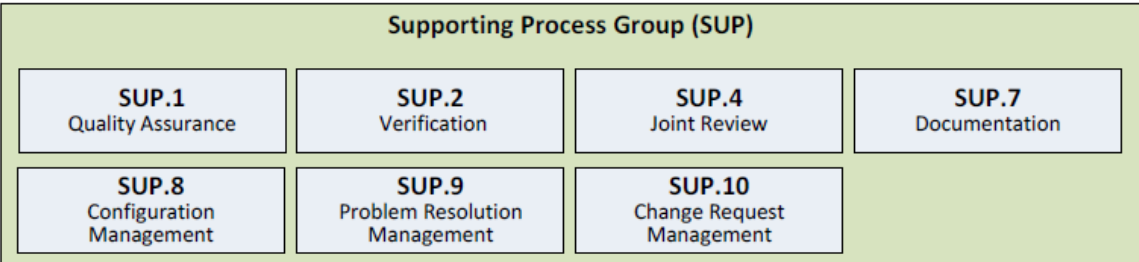 Supporting Process Group (SUP)
SUP.1
Quality Assurance
SUP.2
Verification
SUP.4
Joint Review
SUP.7
Documentation
SUP.8
Configuration
Management
SUP.9
Problem Resolution
Management
SUP.10
Change Request
Management